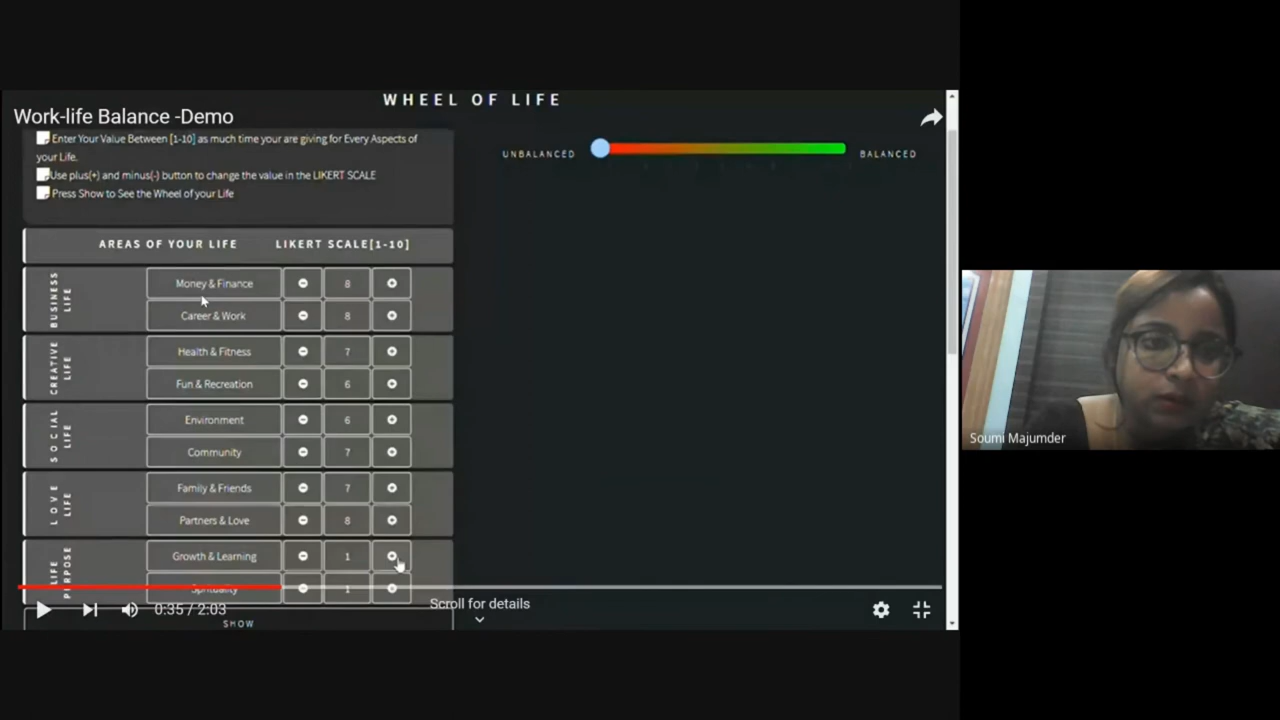 WHEEL OF LIFE
Work-life Balance -Demo
Enter Your Value Between [1-10] as much time your are giving for Every Aspects of
your Life.
Use plus(+) and minus(-) button to change the value in the LIKERT SCALE
Press Show to See the Wheel of your Life
UNBALANCED
BALANCED
AREAS OF YOUR LIFE LIKERT SCALE[1-10]
BUSINESS
LIFE
Money & Finance 8
Career & Work 8
CREATIVE
LIFE
Health & Fitness 7
Fun & Recreation 6
SOCIAL
LIFE
Environment 6
Community 7
LOVE
LIFE
Family & Friends 7
Partners & Love 8
LIFE
PURPOSE
Growth & Learning 1
Sprituality 1
0:35 / 2:03
Scroll for details
SHOW
Soumi Majumder